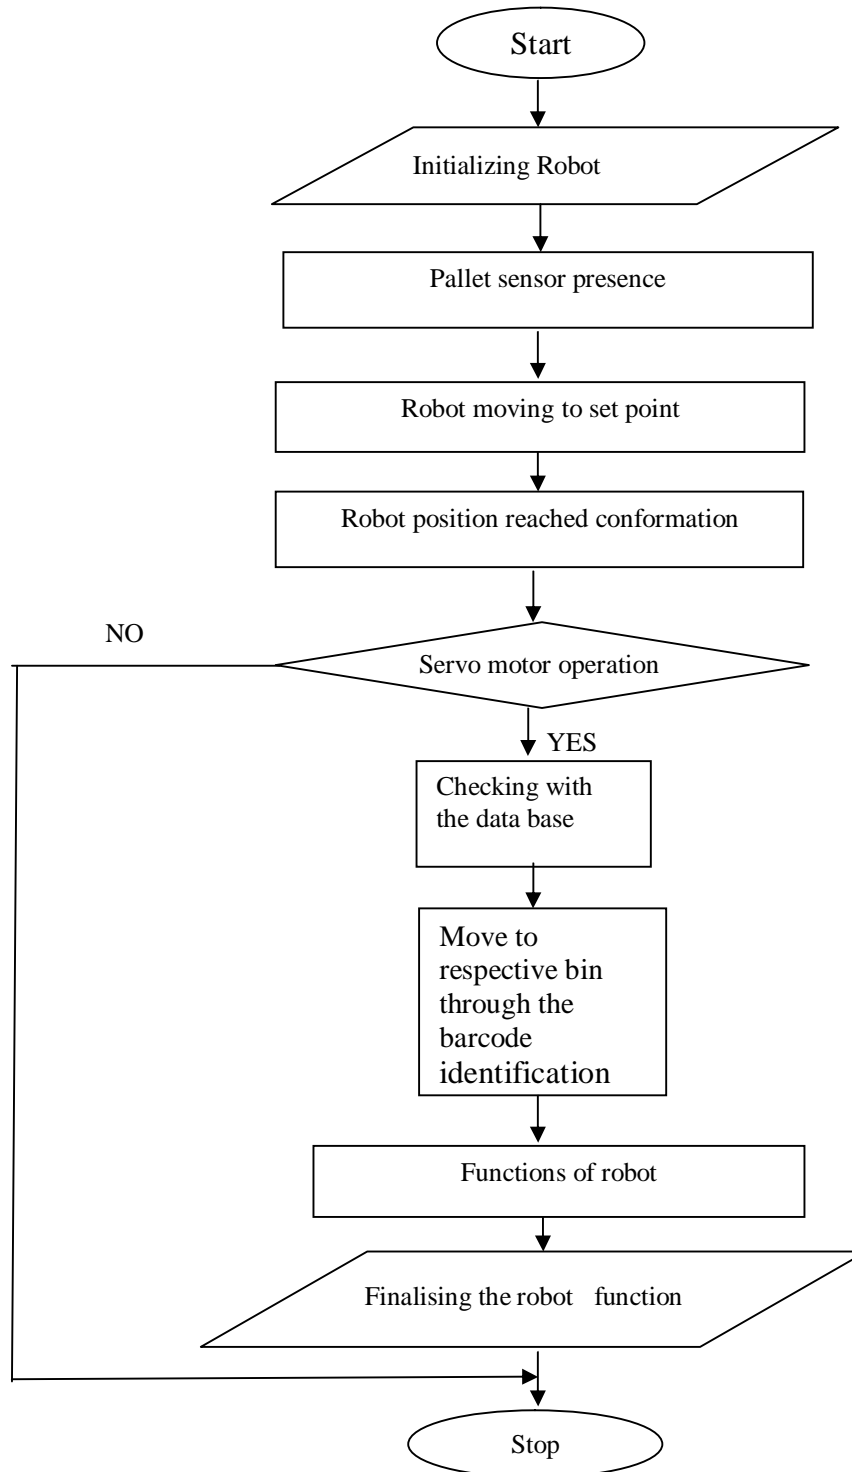 Start
Initializing Robot
Pallet sensor presence
Robot moving to set point
Robot position reached conformation
NO
Servo motor operation
YES
Checking with
the data base
Move to
respective bin
through the
barcode
identification
Functions of robot
Finalising the robot function
Stop